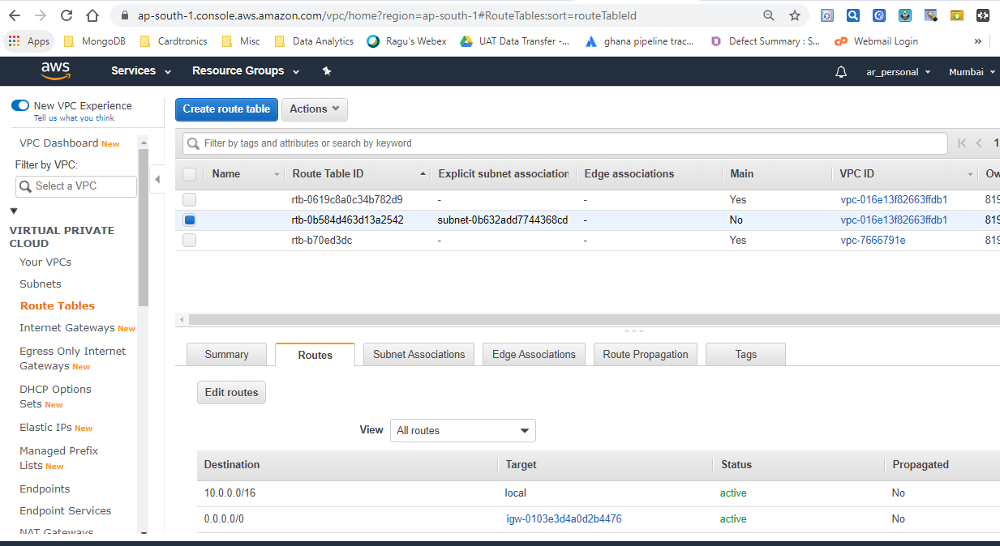 ap-south-1.console.aws.amazon.com/vpc/home?region=ap-south-1#RouteTables:sort=routeTableId
Apps MongoDB Cardtronics Misc Data Analytics Ragu's Webex UAT Data Transfer -... ghana pipeline trac... Defect Summary : S... cP Webmail Login »
aws Services Resource Groups ar_personal Mumbai
New VPC Experience
Tell us what you think
VPC Dashboard New
Filter by VPC:
Select a VPC
VIRTUAL PRIVATE
CLOUD
Your VPCs
Subnets
Route Tables
Internet Gateways New
Egress Only Internet
Gateways New
DHCP Options
Sets New
Elastic IPs New
Managed Prefix
Lists New
Endpoints
Endpoint Services
NAT Gateways
Create route table Actions
Filter by tags and attributes or search by keyword 1
Name Route Table ID Explicit subnet association Edge associations Main VPC ID Ow
rtb-0619c8a0c34b782d9 - - Yes vpc-016e13f82663ffdb1 819
rtb-0b584d463d13a2542 subnet-0b632add7744368cd - No vpc-016e13f82663ffdb1 819
rtb-b70ed3dc - - Yes vpc-7666791e 819
Summary Routes Subnet Associations Edge Associations Route Propagation Tags
Edit routes
View All routes
Destination Target Status Propagated
10.0.0.0/16 local active No
0.0.0.0/0 igw-0103e3d4a0d2b4476 active No